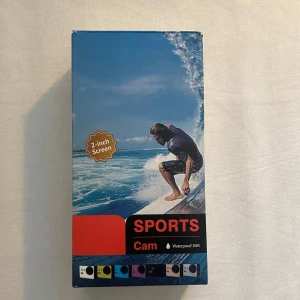 2-inch
Screen
SPORTS
Cam
Waterproof 30M